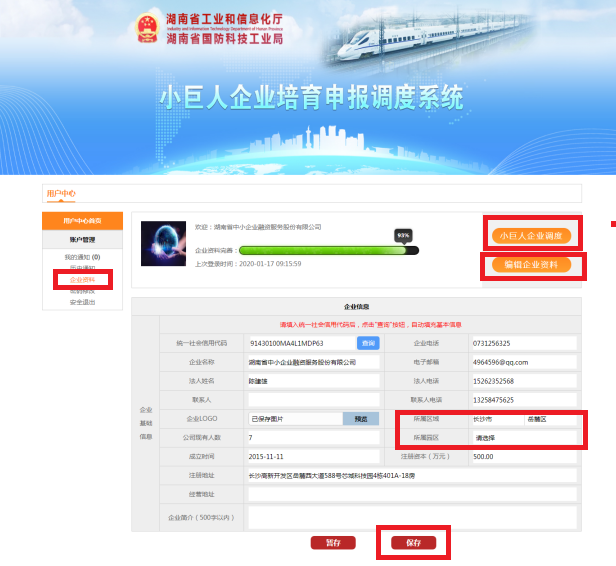 湖南省工业和信息化厅
湖南省国防科技工业局
小巨人企业培育申报调度系统
用户中心
用户中心首页
账户管理
我的通知 (0)
历史通知
企业资料
密码修改
安全退出
欢迎：湖南省中小企业融资服务股份有限公司
企业资料完善：
93%
上次登录时间：2020-01-17 09:15:59
小巨人企业调度
编辑企业资料
企业信息
请填入统一社会信用代码后，点击"查询"按钮，自动填充基本信息
统一社会信用代码 91430100MA4L1MDP63 查询 企业电话 0731256325
企业名称 湖南省中小企业融资服务股份有限公司 电子邮箱 4964596@qq.com
法人姓名 陈雄雄 法人电话 15262352568
联系人 联系人电话 13258475625
企业基础信息
企业LOGO 已保存图片 预览 所属区域 长沙市 岳麓区
公司现有人数 7 所属园区 请选择
成立时间 2015-11-11 注册资本（万元） 500.00
注册地址 长沙高新开发区岳麓西大道588号芯城科技园4栋401A-18房
经营地址
企业简介（500字以内）
暂存 保存